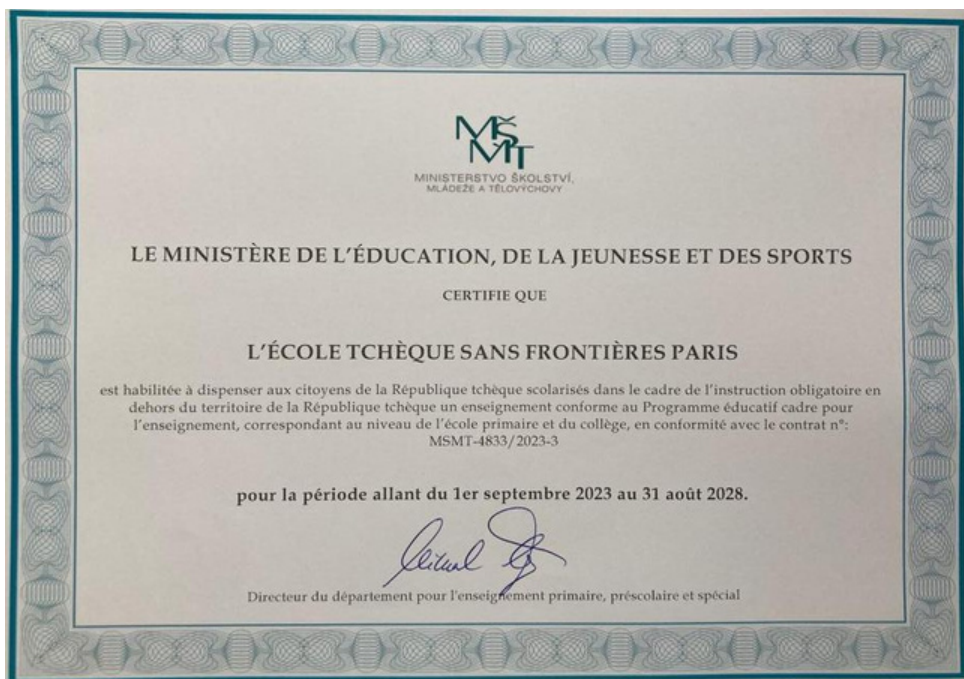 MŠ
MT
MINISTERSTVO ŠKOLSTVÍ,
MLÁDEŽE A TĚLOVÝCHOVY
LE MINISTÈRE DE L'ÉDUCATION, DE LA JEUNESSE ET DES SPORTS
CERTIFIE QUE
L'ÉCOLE TCHÈQUE SANS FRONTIÈRES PARIS
est habilitée à dispenser aux citoyens de la République tchèque scolarisés dans le cadre de l'instruction obligatoire en
dehors du territoire de la République tchèque un enseignement conforme au Programme éducatif cadre pour
l'enseignement, correspondant au niveau de l'école primaire et du collège, en conformité avec le contrat n°:
MSMT-4833/2023-3
pour la période allant du 1er septembre 2023 au 31 août 2028.
Directeur du département pour l'enseignement primaire, préscolaire et spécial